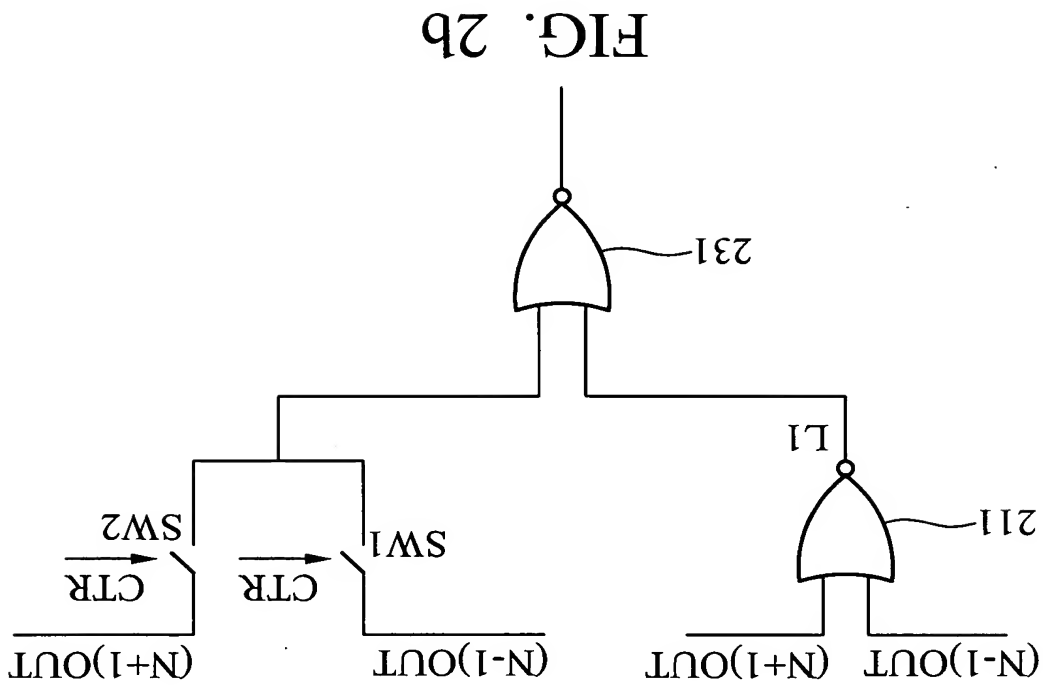 (N-1)OUT
(N+1)OUT
(N-1)OUT
(N+1)OUT
CTR
CTR
211
SW1
SW2
L1
231
FIG. 2b